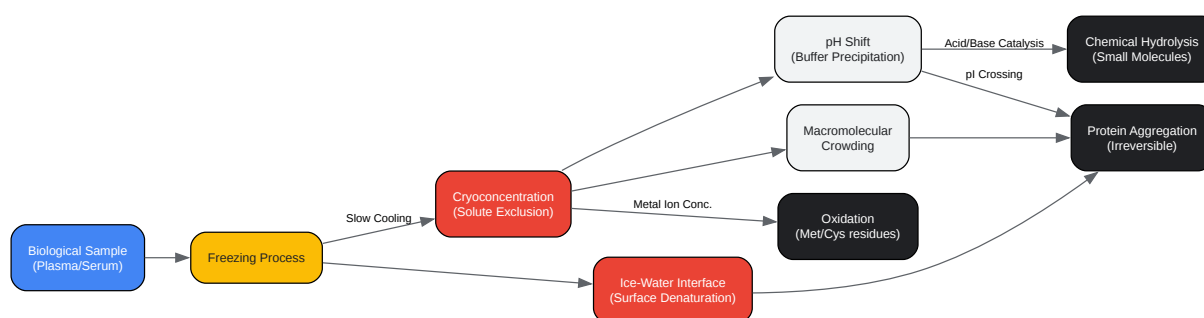 Biological Sample
(Plasma/Serum)
Freezing Process
Slow Cooling
Cryoconcentration
(Solute Exclusion)
Ice-Water Interface
(Surface Denaturation)
Metal Ion Conc.
pH Shift
(Buffer Precipitation)
Macromolecular
Crowding
Oxidation
(Met/Cys residues)
Acid/Base Catalysis
pI Crossing
Chemical Hydrolysis
(Small Molecules)
Protein Aggregation
(Irreversible)